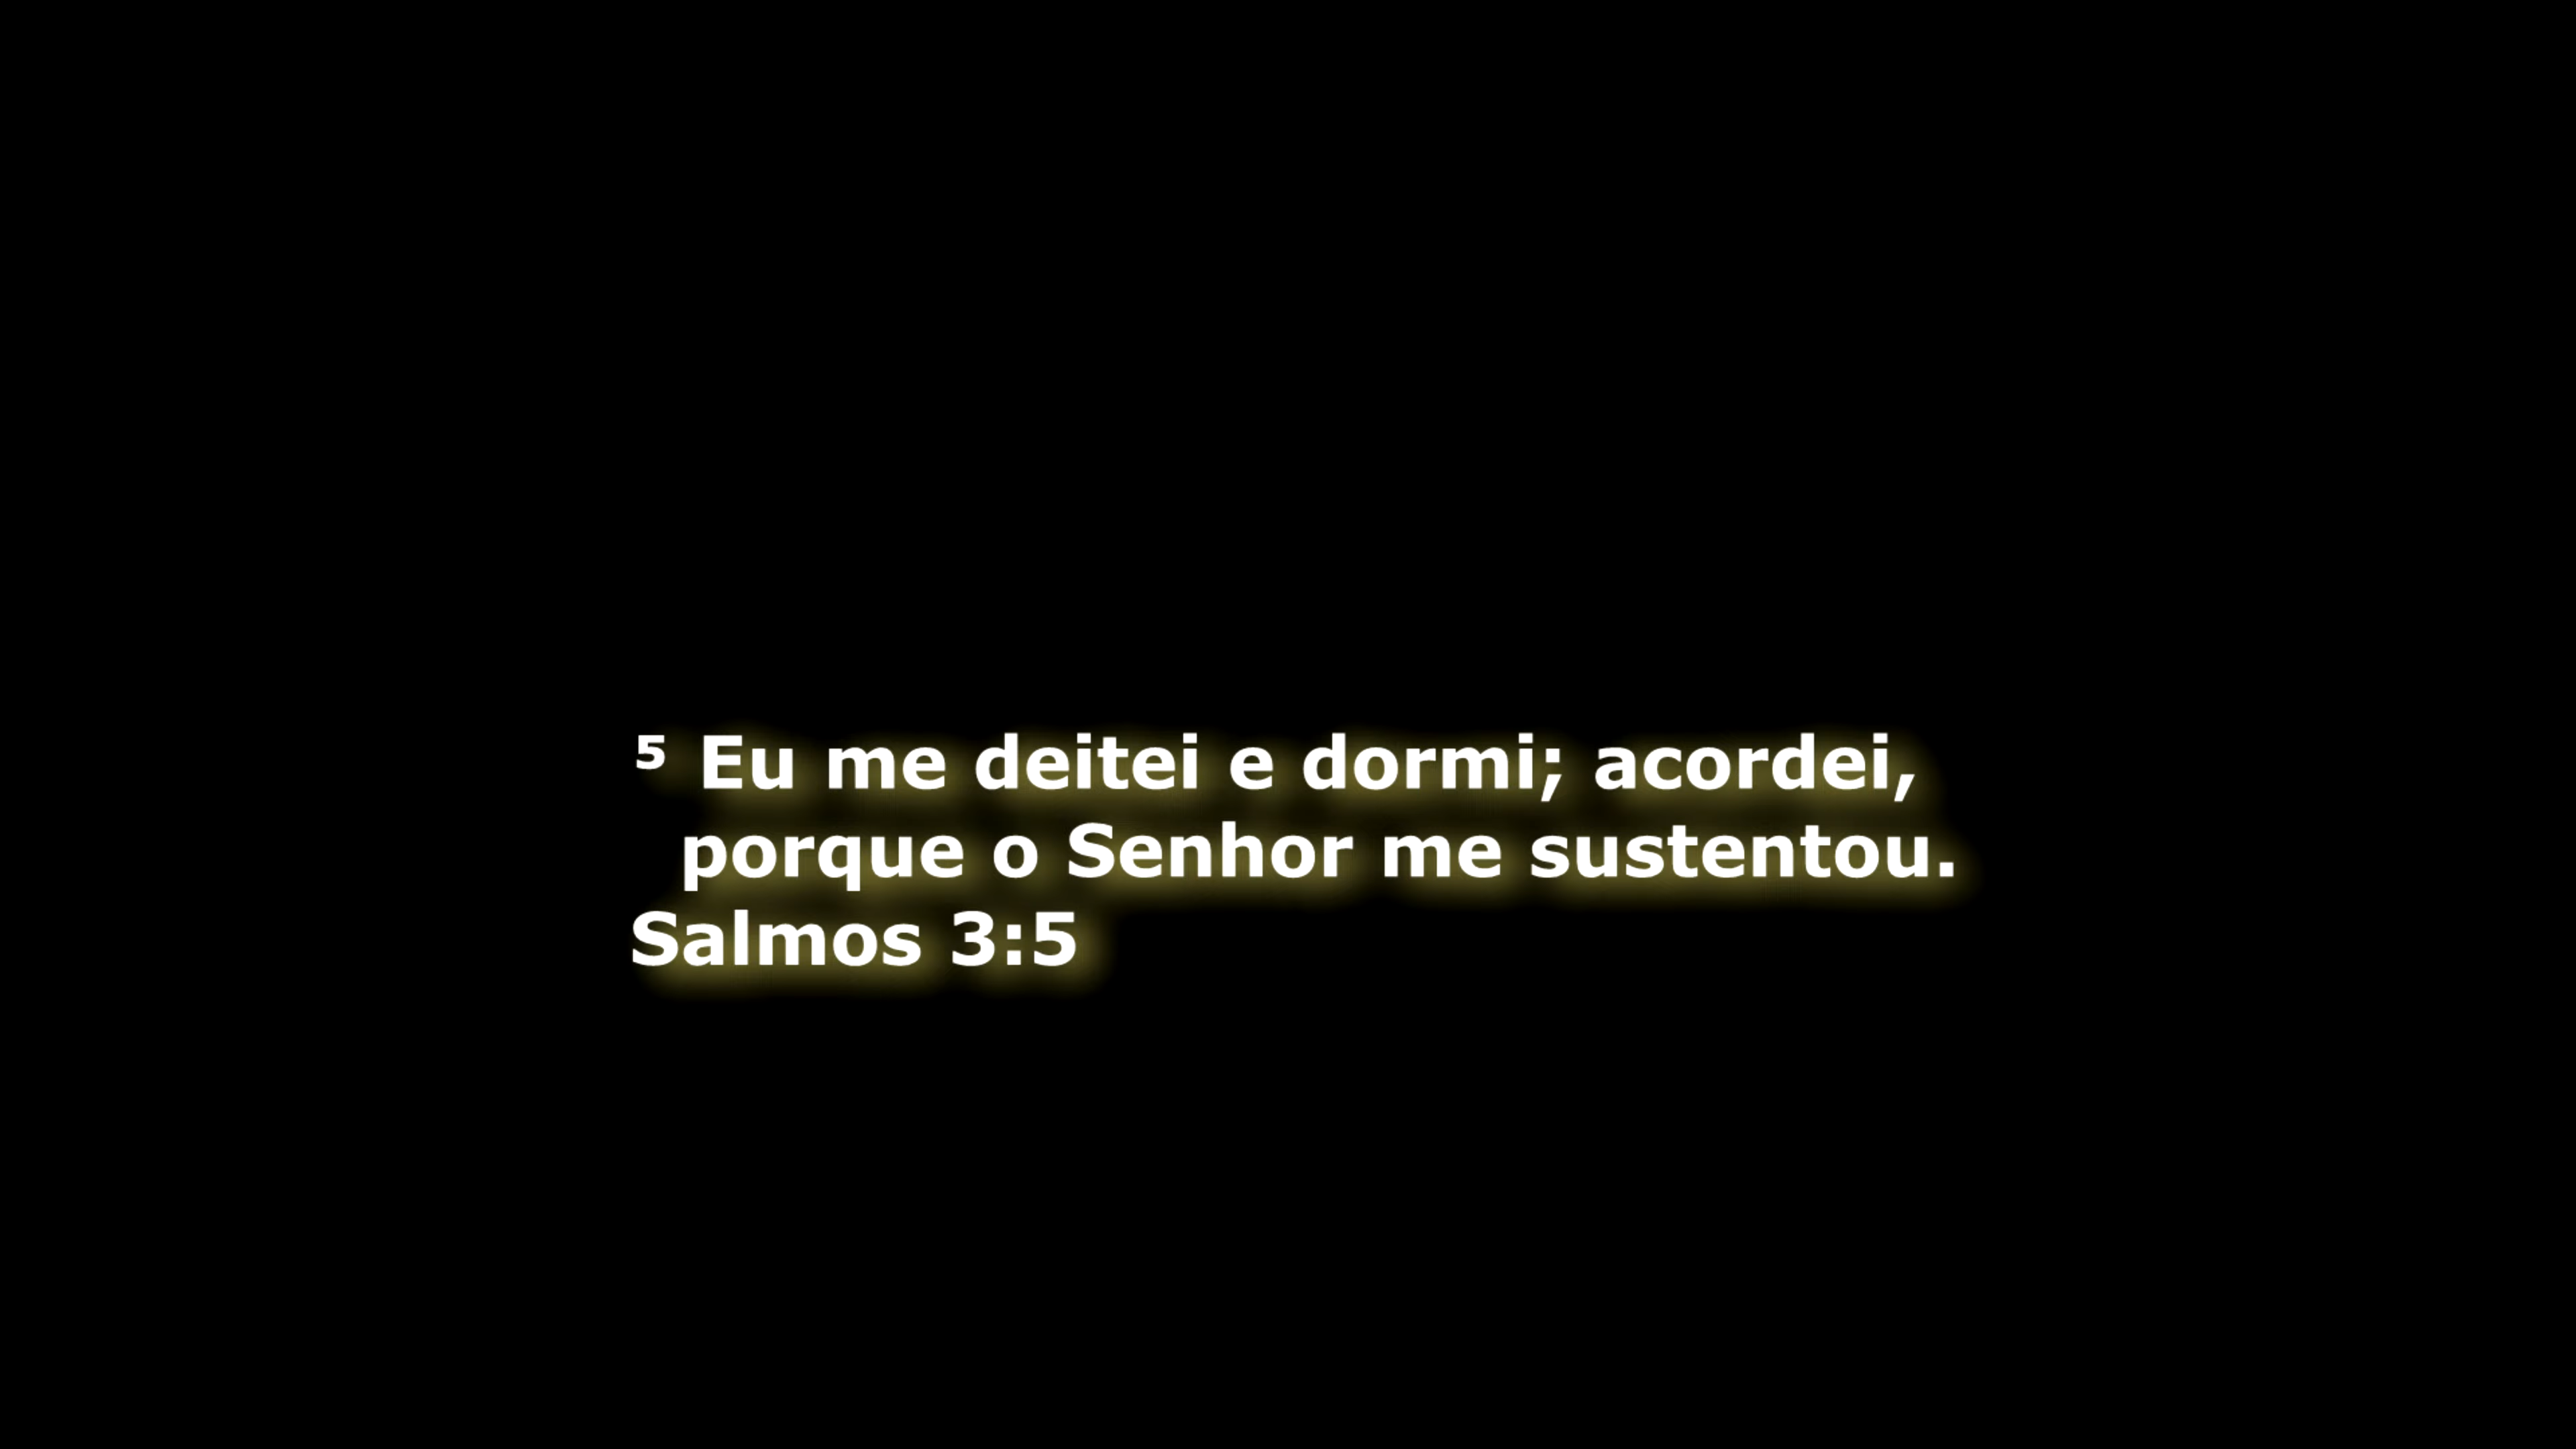 ⁵ Eu me deitei e dormi; acordei,
porque o Senhor me sustentou.
Salmos 3:5